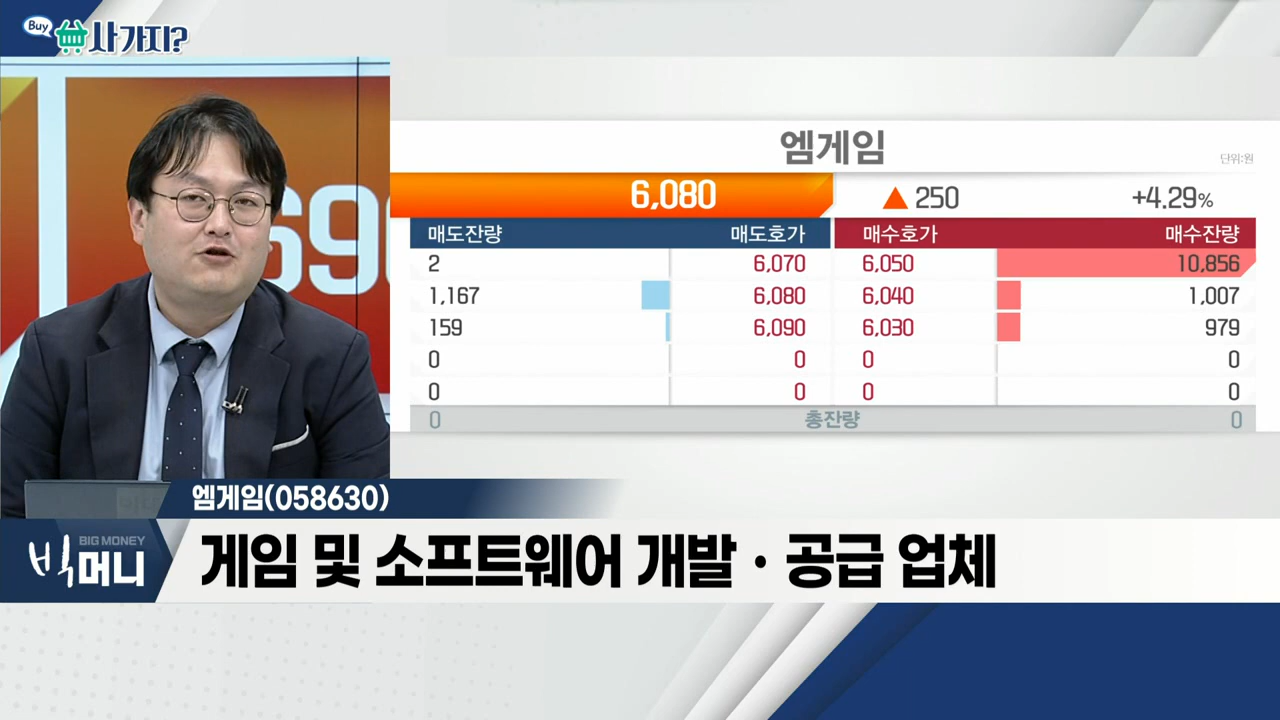 Buy 사가지?
690
엠게임
단위:원
6,080 ▲ 250 +4.29%
매도잔량 매도호가 매수호가 매수잔량
2 6,070 6,050 10,856
1,167 6,080 6,040 1,007
159 6,090 6,030 979
0 0 0 0
0 0 0 0
0 총잔량 0
엠게임(058630)
BIG MONEY
빅머니
게임 및 소프트웨어 개발 · 공급 업체